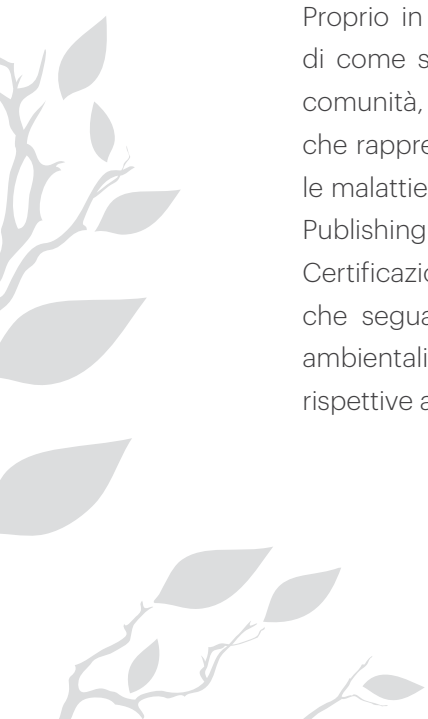 Proprio in
di come s
comunità,
che rappre
le malattie
Publishing
Certificazio
che segua
ambientali
rispettive a